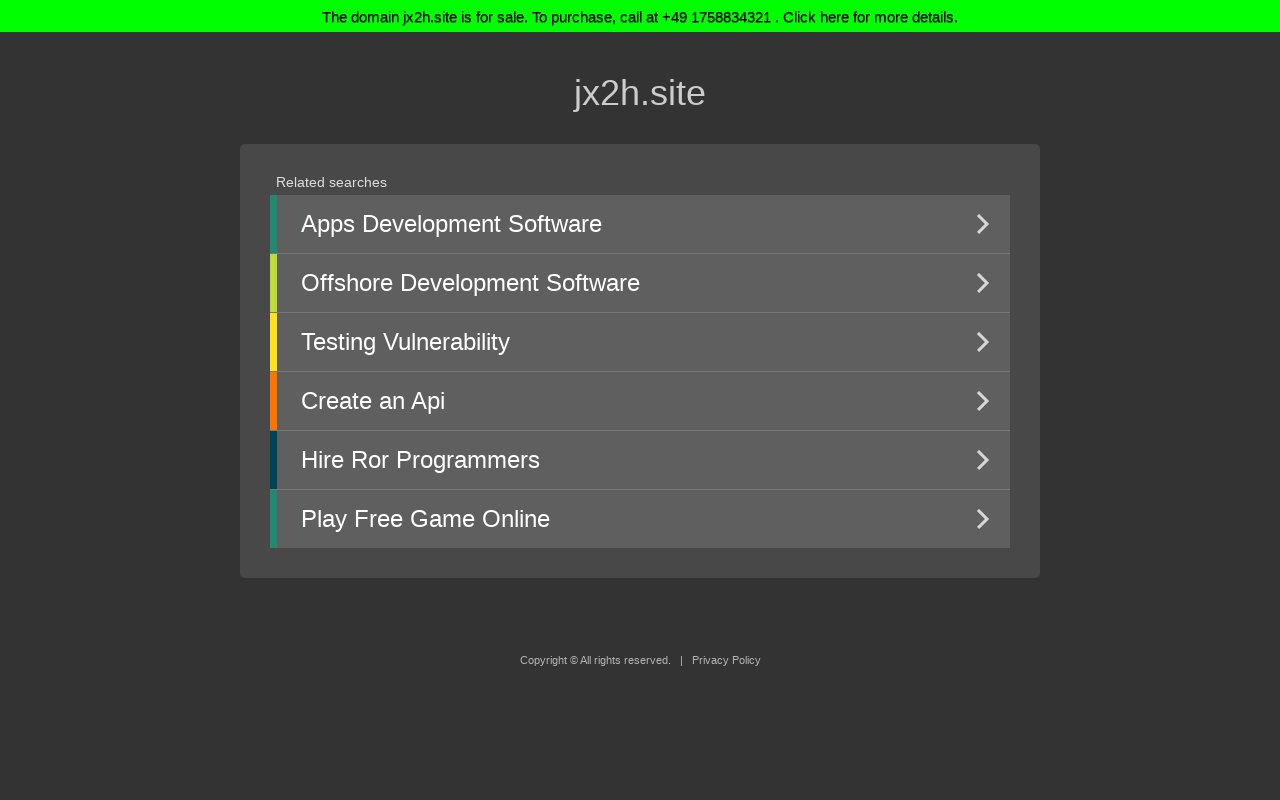 The domain jx2h.site is for sale. To purchase, call at +49 1758834321 . Click here for more details.
jx2h.site
Related searches
Apps Development Software
Offshore Development Software
Testing Vulnerability
Create an Api
Hire Ror Programmers
Play Free Game Online
Copyright © All rights reserved. | Privacy Policy